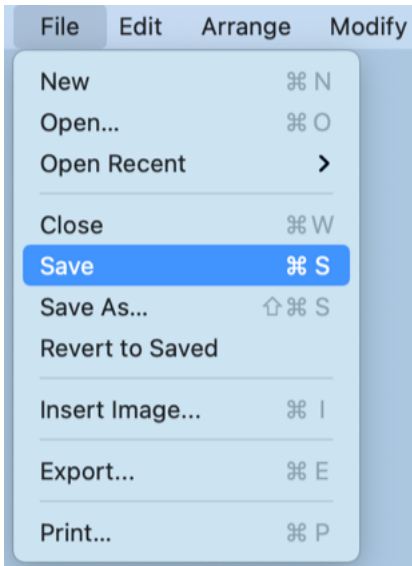 File Edit Arrange Modify
New ⌘ N
Open... ⌘ O
Open Recent >
Close ⌘ W
Save ⌘ S
Save As... ⇧ ⌘ S
Revert to Saved
Insert Image... ⌘ I
Export... ⌘ E
Print... ⌘ P